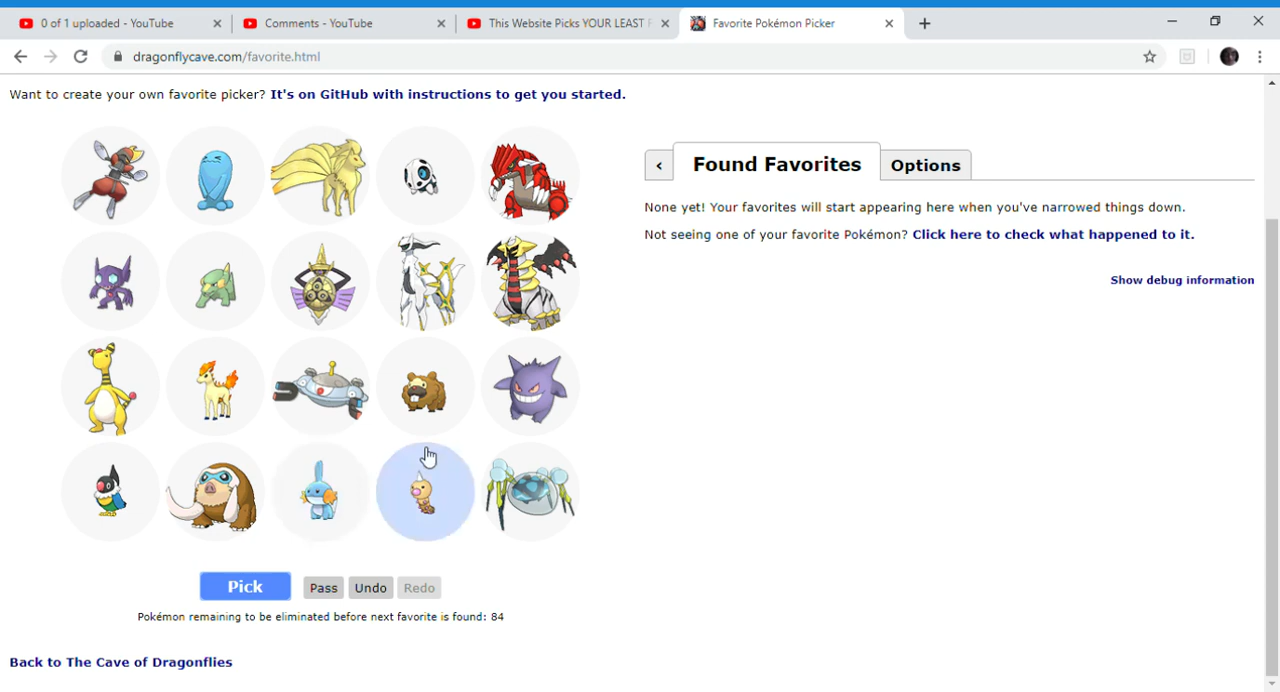 0 of 1 uploaded - YouTube
Comments - YouTube
This Website Picks YOUR LEAST F
Favorite Pokémon Picker
dragonflycave.com/favorite.html
Want to create your own favorite picker? It's on GitHub with instructions to get you started.
Found Favorites
Options
None yet! Your favorites will start appearing here when you've narrowed things down.
Not seeing one of your favorite Pokémon? Click here to check what happened to it.
Show debug information
Pick
Pass
Undo
Redo
Pokémon remaining to be eliminated before next favorite is found: 84
Back to The Cave of Dragonflies